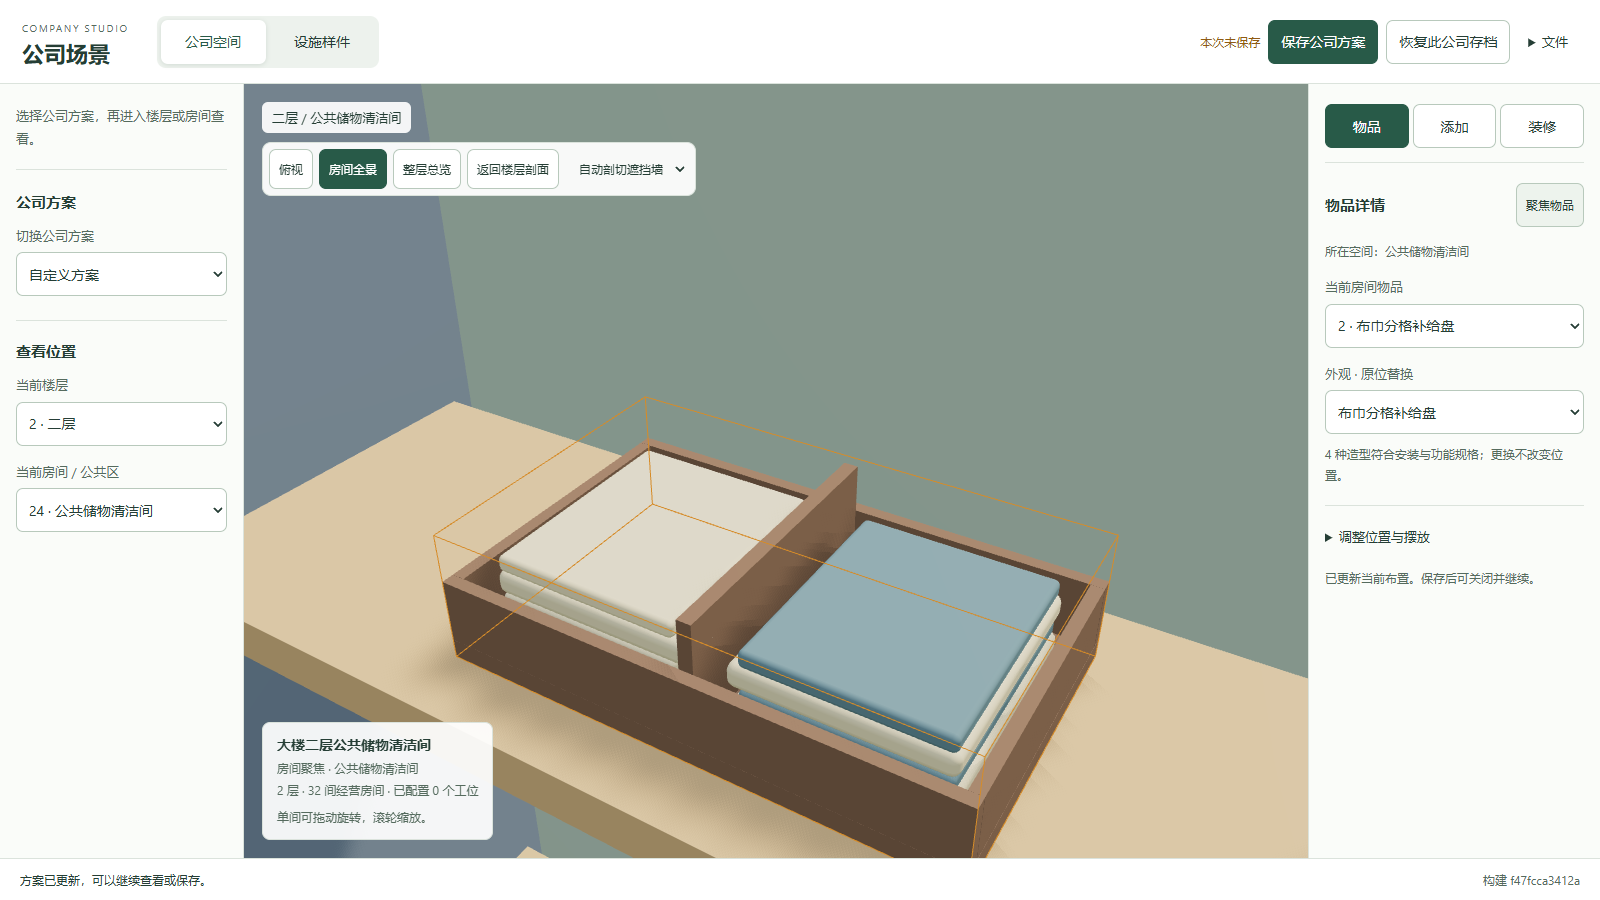 COMPANY STUDIO
公司场景
公司空间
设施样件
本次未保存
保存公司方案
恢复此公司存档
文件
选择公司方案，再进入楼层或房间查
看。
公司方案
切换公司方案
自定义方案
查看位置
当前楼层
2 · 二层
当前房间 / 公共区
24 · 公共储物清洁间
二层 / 公共储物清洁间
俯视
房间全景
整层总览
返回楼层剖面
自动剖切遮挡墙
大楼二层公共储物清洁间
房间聚焦 · 公共储物清洁间
2 层 · 32 间经营房间 · 已配置 0 个工位
单间可拖动旋转，滚轮缩放。
物品
添加
装修
物品详情
聚焦物品
所在空间：公共储物清洁间
当前房间物品
2 · 布巾分格补给盘
外观 · 原位替换
布巾分格补给盘
4 种造型符合安装与功能规格；更换不改变位
置。
调整位置与摆放
已更新当前布置。保存后可关闭并继续。
方案已更新，可以继续查看或保存。
构建 f47fcca3412a